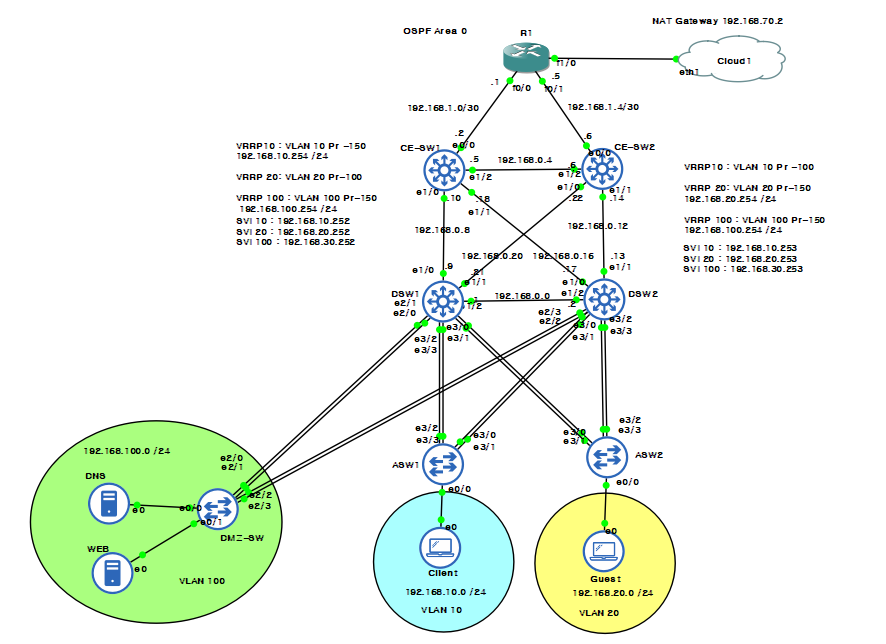 NAT Gateway 192.168.70.2
OSPF Area 0
R1
Cloud1
f1/0
eth1
.1
f0/0
.5
f0/1
192.168.1.0/30
192.168.1.4/30
.2
e0/0
.6
e0/0
CE-SW1
CE-SW2
VRRP10 : VLAN 10 Pr -150
192.168.10.254 /24
VRRP 20: VLAN 20 Pr-100
VRRP 100: VLAN 100 Pr-150
192.168.100.254 /24
SVI 10 : 192.168.10.252
SVI 20 : 192.168.20.252
SVI 100 : 192.168.30.252
.5
192.168.0.4
.6
e1/2
e1/2
VRRP10 : VLAN 10 Pr -100
VRRP 20: VLAN 20 Pr-150
192.168.20.254 /24
VRRP 100: VLAN 100 Pr-150
192.168.100.254 /24
SVI 10 : 192.168.10.253
SVI 20 : 192.168.20.253
SVI 100 : 192.168.30.253
e1/0
.10
.18
e1/1
e1/0
.22
e1/1
.14
192.168.0.8
192.168.0.12
192.168.0.20
192.168.0.16
e1/0
.9
.21
e1/1
.17
e1/0
.13
e1/1
DSW1
e2/1
e2/0
.1
1/2
192.168.0.0
e1/2
.2
DSW2
e2/3
e2/2
e3/0
e3/1
e3/2
e3/3
e3/0
e3/1
e3/2
e3/3
e3/2
e3/3
e3/0
e3/1
e3/0
e3/
e3/2
e3/3
ASW1
ASW2
e0/0
e0/0
192.168.100.0 /24
e2/0
e2/1
DNS
e0
e0/0
e2/2
e2/3
e0/1
DMZ-SW
WEB
e0
VLAN 100
e0
Client
192.168.10.0 /24
VLAN 10
e0
Guest
192.168.20.0 /24
VLAN 20